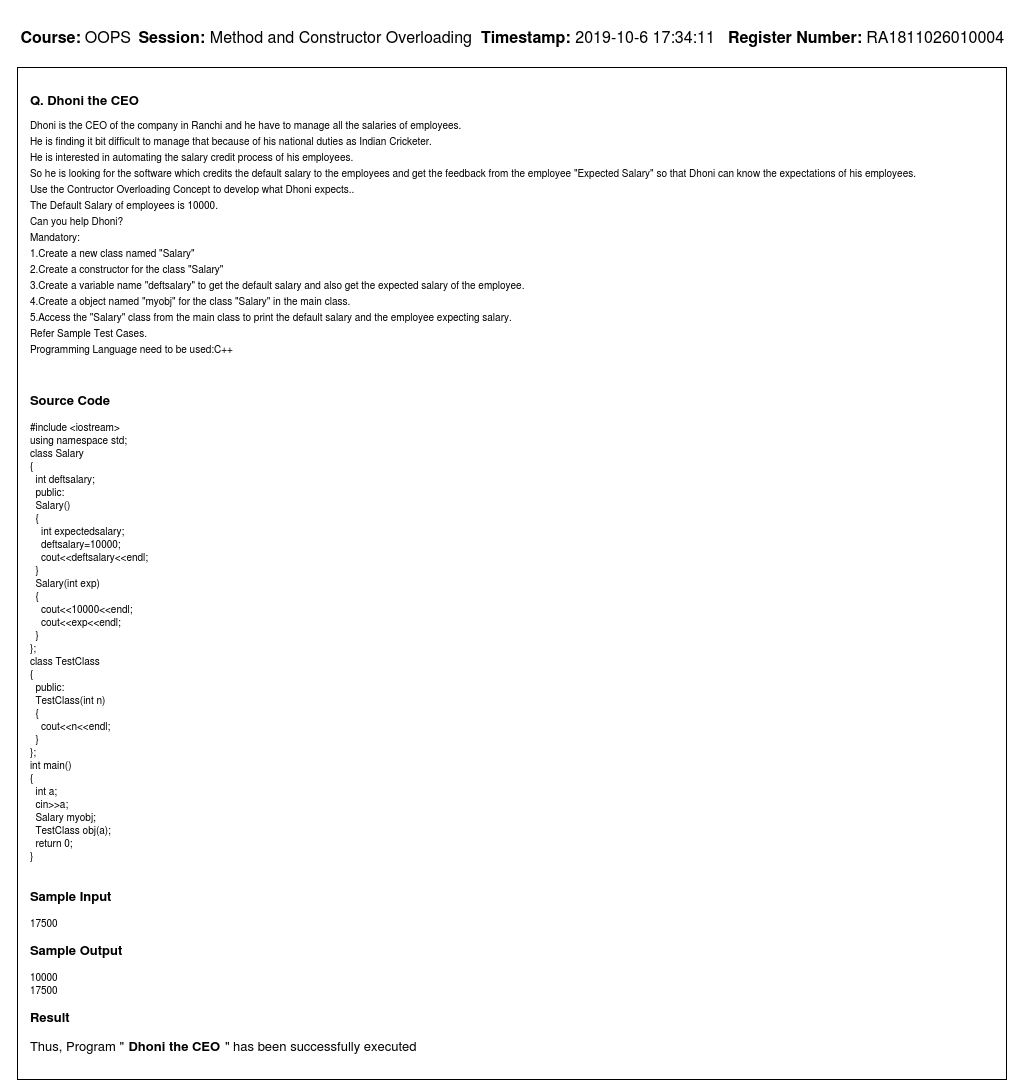 Course: OOPS Session: Method and Constructor Overloading Timestamp: 2019-10-6 17:34:11 Register Number: RA1811026010004
Q. Dhoni the CEO
Dhoni is the CEO of the company in Ranchi and he have to manage all the salaries of employees.
He is finding it bit difficult to manage that because of his national duties as Indian Cricketer.
He is interested in automating the salary credit process of his employees.
So he is looking for the software which credits the default salary to the employees and get the feedback from the employee "Expected Salary" so that Dhoni can know the expectations of his employees.
Use the Contructor Overloading Concept to develop what Dhoni expects..
The Default Salary of employees is 10000.
Can you help Dhoni?
Mandatory:
1.Create a new class named "Salary"
2.Create a constructor for the class "Salary"
3.Create a variable name "deftsalary" to get the default salary and also get the expected salary of the employee.
4.Create a object named "myobj" for the class "Salary" in the main class.
5.Access the "Salary" class from the main class to print the default salary and the employee expecting salary.
Refer Sample Test Cases.
Programming Language need to be used:C++
Source Code
#include <iostream>
using namespace std;
class Salary
{
int deftsalary;
public:
Salary()
{
int expectedsalary;
deftsalary=10000;
cout<<deftsalary<<endl;
}
Salary(int exp)
{
cout<<10000<<endl;
cout<<exp<<endl;
}
};
class TestClass
{
public:
TestClass(int n)
{
cout<<n<<endl;
}
};
int main()
{
int a;
cin>>a;
Salary myobj;
TestClass obj(a);
return 0;
}
Sample Input
17500
Sample Output
10000
17500
Result
Thus, Program " Dhoni the CEO " has been successfully executed